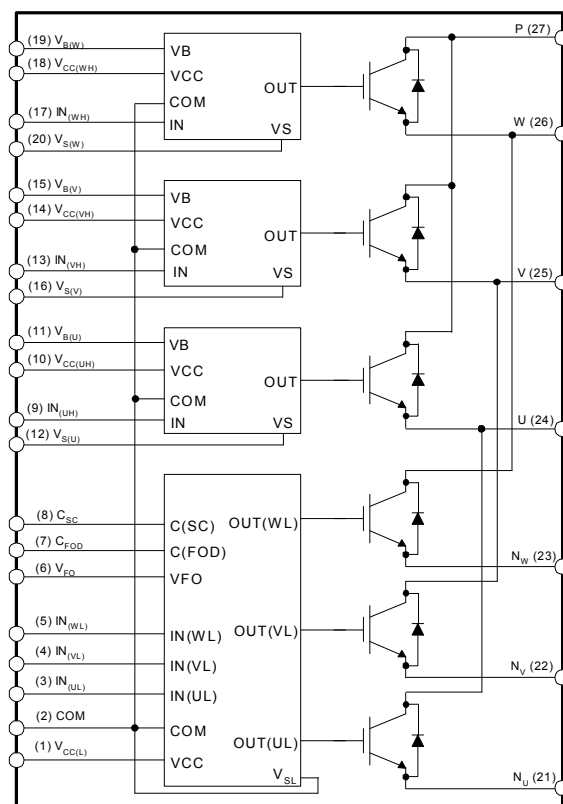 (19) VB(W)
VB
P (27)
(18) VCC(WH)
VCC
OUT
COM
(17) IN(WH)
IN
W (26)
(20) VS(W)
VS
(15) VB(V)
VB
(14) VCC(VH)
VCC
OUT
COM
(13) IN(VH)
IN
V (25)
(16) VS(V)
VS
(11) VB(U)
VB
(10) VCC(UH)
VCC
OUT
COM
(9) IN(UH)
IN
U (24)
(12) VS(U)
VS
(8) CSC
C(SC)
OUT(WL)
(7) CFOD
C(FOD)
NW (23)
(6) VFO
VFO
(5) IN(WL)
IN(WL)
OUT(VL)
(4) IN(VL)
IN(VL)
NV (22)
(3) IN(UL)
IN(UL)
(2) COM
COM
OUT(UL)
(1) VCC(L)
VCC
VSL
NU (21)